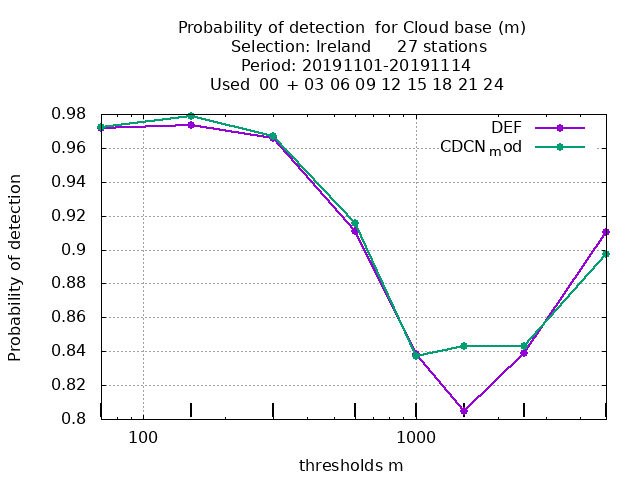 Probability of detection  for Cloud base (m)
Selection: Ireland     27 stations
Period: 20191101-20191114
Used  00 + 03 06 09 12 15 18 21 24
DEF
CDCN_mod
Probability of detection
0.98
0.96
0.94
0.92
0.9
0.88
0.86
0.84
0.82
0.8
100
1000
thresholds m